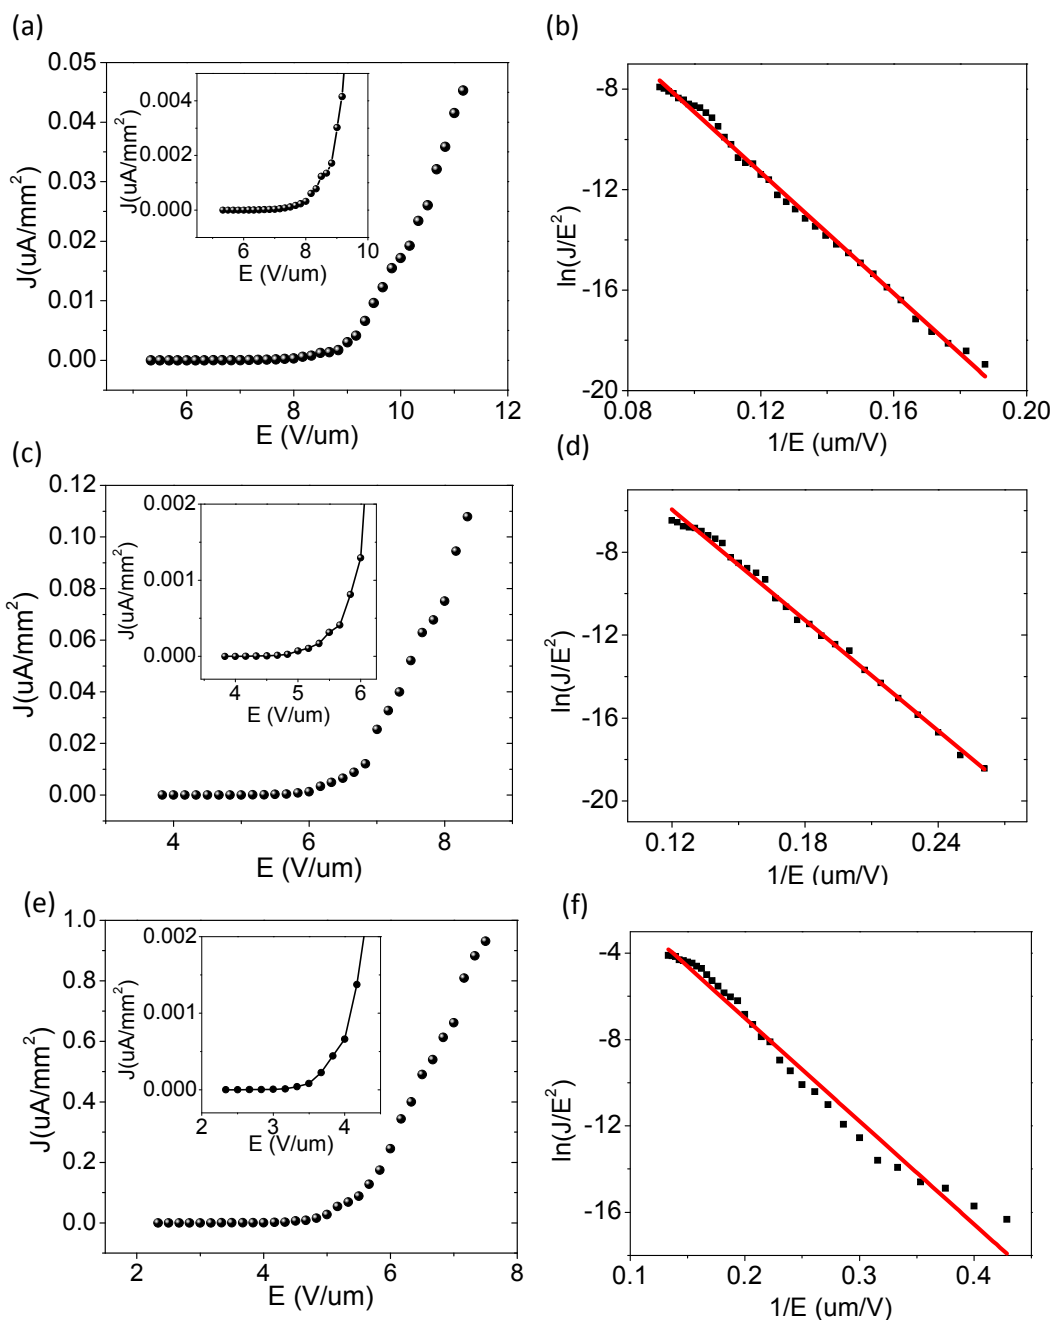 (a)
0.05
0.04
0.03
0.02
0.01
0.00
J(uA/mm²)
6
8
10
12
E (V/um)
0.004
0.002
0.000
J(uA/mm²)
6
8
10
E (V/um)
(b)
-8
-12
-16
-20
ln(J/E²)
0.08
0.12
0.16
0.20
1/E (um/V)
(c)
0.12
0.10
0.08
0.06
0.04
0.02
0.00
J(uA/mm²)
4
6
8
E (V/um)
0.002
0.001
0.000
J(uA/mm²)
4
5
6
E (V/um)
(d)
-8
-12
-16
-20
ln(J/E²)
0.12
0.18
0.24
1/E (um/V)
(e)
1.0
0.8
0.6
0.4
0.2
0.0
J(uA/mm²)
2
4
6
8
E (V/um)
0.002
0.001
0.000
J(uA/mm²)
2
3
4
E (V/um)
(f)
-4
-8
-12
-16
ln(J/E²)
0.1
0.2
0.3
0.4
1/E (um/V)